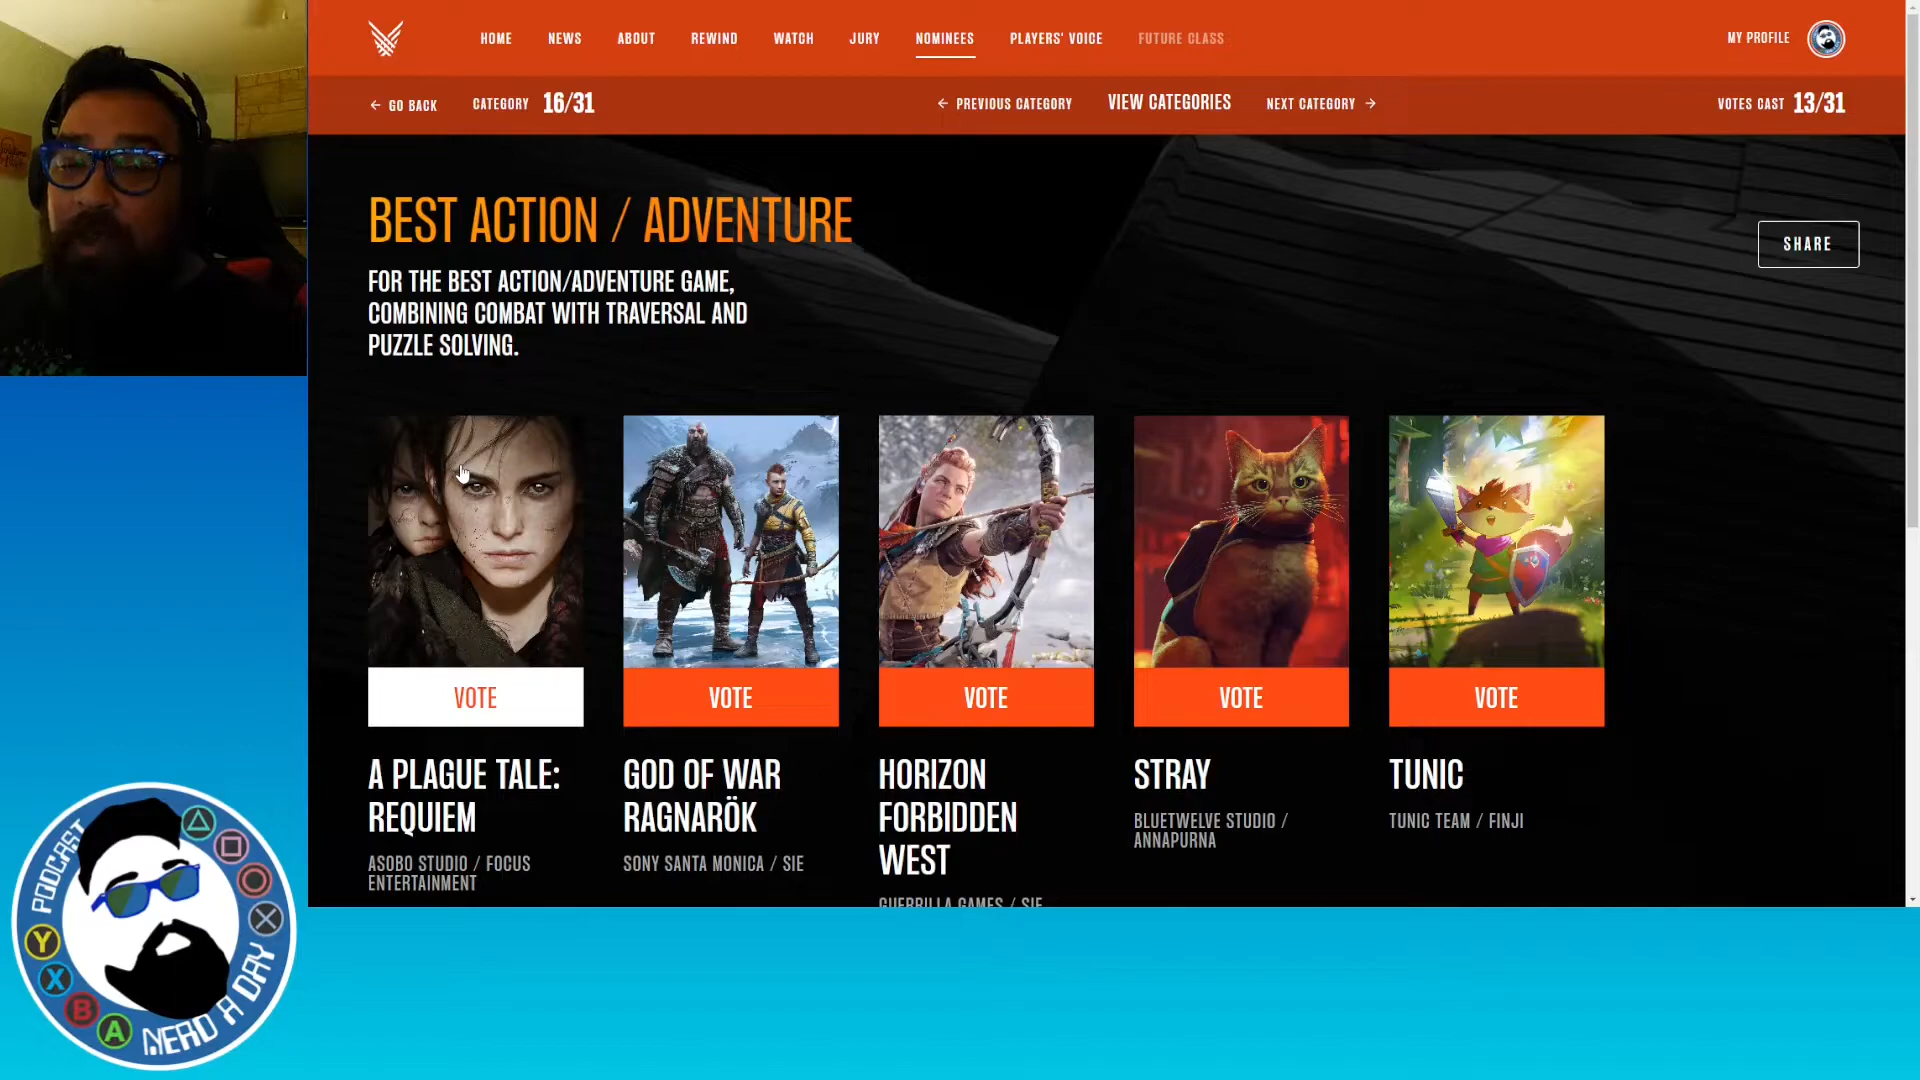 HOME NEWS ABOUT REWIND WATCH JURY NOMINEES PLAYERS' VOICE FUTURE CLASS MY PROFILE
← GO BACK CATEGORY 16/31 ← PREVIOUS CATEGORY VIEW CATEGORIES NEXT CATEGORY → VOTES CAST 13/31
BEST ACTION / ADVENTURE
SHARE
FOR THE BEST ACTION/ADVENTURE GAME,
COMBINING COMBAT WITH TRAVERSAL AND
PUZZLE SOLVING.
VOTE VOTE VOTE VOTE VOTE
A PLAGUE TALE:
REQUIEM
ASOBO STUDIO / FOCUS
ENTERTAINMENT
GOD OF WAR
RAGNARÖK
SONY SANTA MONICA / SIE
HORIZON
FORBIDDEN
WEST
GUERRILLA GAMES / SIE
STRAY
BLUETWELVE STUDIO /
ANNAPURNA
TUNIC
TUNIC TEAM / FINJI
PODCAST
Y
X
B
A
NERD A DAY